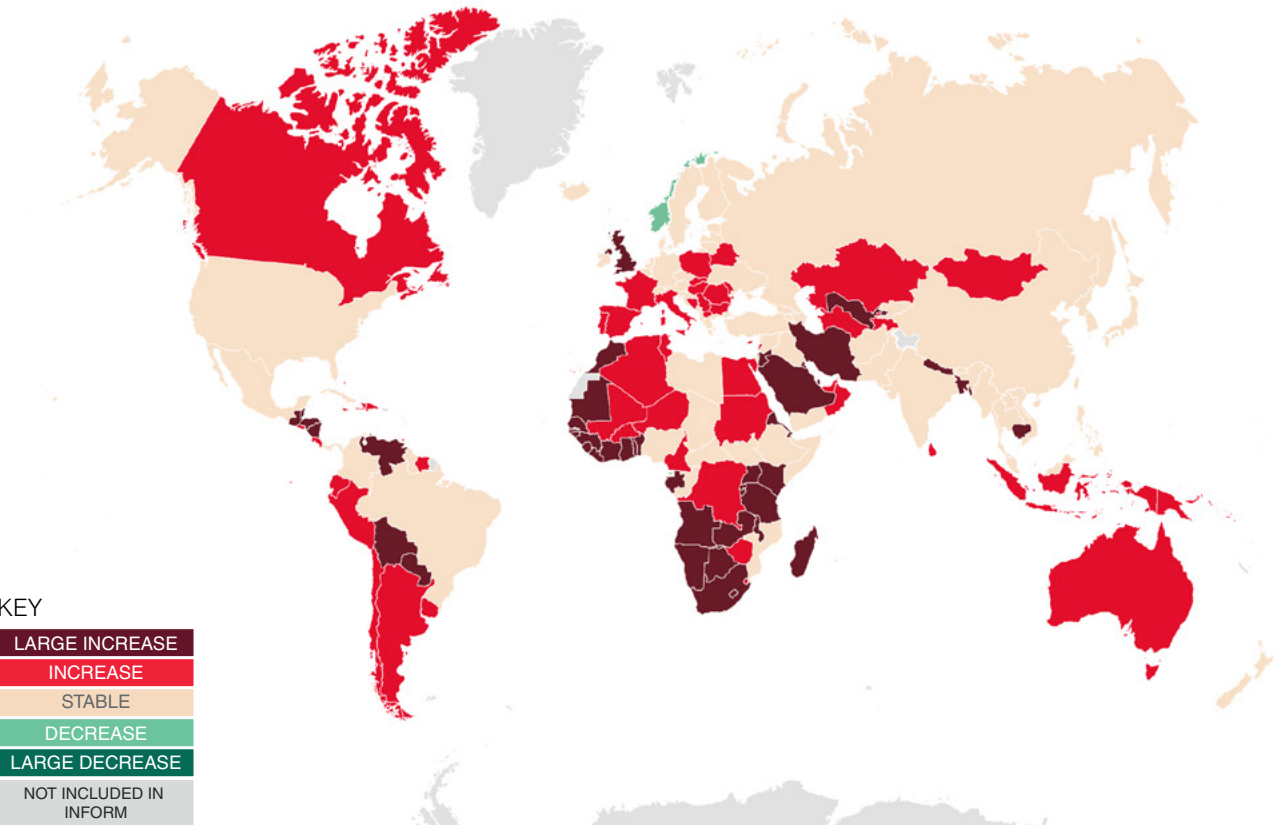 KEY
LARGE INCREASE
INCREASE
STABLE
DECREASE
LARGE DECREASE
NOT INCLUDED IN
INFORM